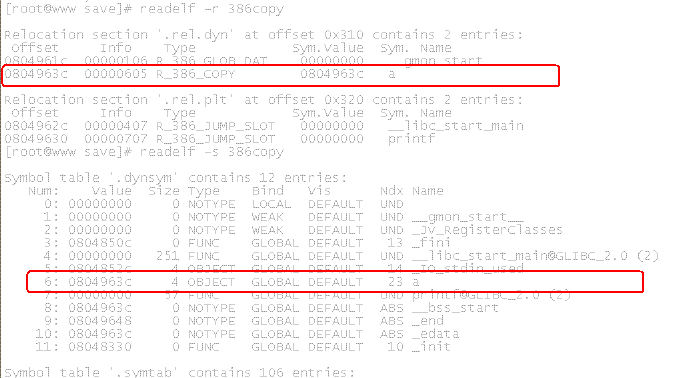 [root@www save]# readelf -r 386copy
Relocation section '.rel.dyn' at offset 0x310 contains 2 entries:
Offset Info Type Sym.Value Sym. Name
0804961c 00000106 R_386_GLOB_DAT 00000000 __gmon_start__
0804963c 00000605 R_386_COPY 0804963c a
Relocation section '.rel.plt' at offset 0x320 contains 2 entries:
Offset Info Type Sym.Value Sym. Name
0804962c 00000407 R_386_JUMP_SLOT 00000000 __libc_start_main
08049630 00000707 R_386_JUMP_SLOT 00000000 printf
[root@www save]# readelf -s 386copy
Symbol table '.dynsym' contains 12 entries:
Num: Value Size Type Bind Vis Ndx Name
0: 00000000 0 NOTYPE LOCAL DEFAULT UND
1: 00000000 0 NOTYPE WEAK DEFAULT UND __gmon_start__
2: 00000000 0 NOTYPE WEAK DEFAULT UND _Jv_RegisterClasses
3: 0804850c 0 FUNC GLOBAL DEFAULT 13 _fini
4: 00000000 251 FUNC GLOBAL DEFAULT UND __libc_start_main@GLIBC_2.0 (2)
5: 0804852c 4 OBJECT GLOBAL DEFAULT 14 _IO_stdin_used
6: 0804963c 4 OBJECT GLOBAL DEFAULT 23 a
7: 00000000 57 FUNC GLOBAL DEFAULT UND printf@GLIBC_2.0 (2)
8: 0804963c 0 NOTYPE GLOBAL DEFAULT ABS __bss_start
9: 08049648 0 NOTYPE GLOBAL DEFAULT ABS _end
10: 0804963c 0 NOTYPE GLOBAL DEFAULT ABS _edata
11: 08048330 0 FUNC GLOBAL DEFAULT 10 _init
Symbol table '.symtab' contains 106 entries: